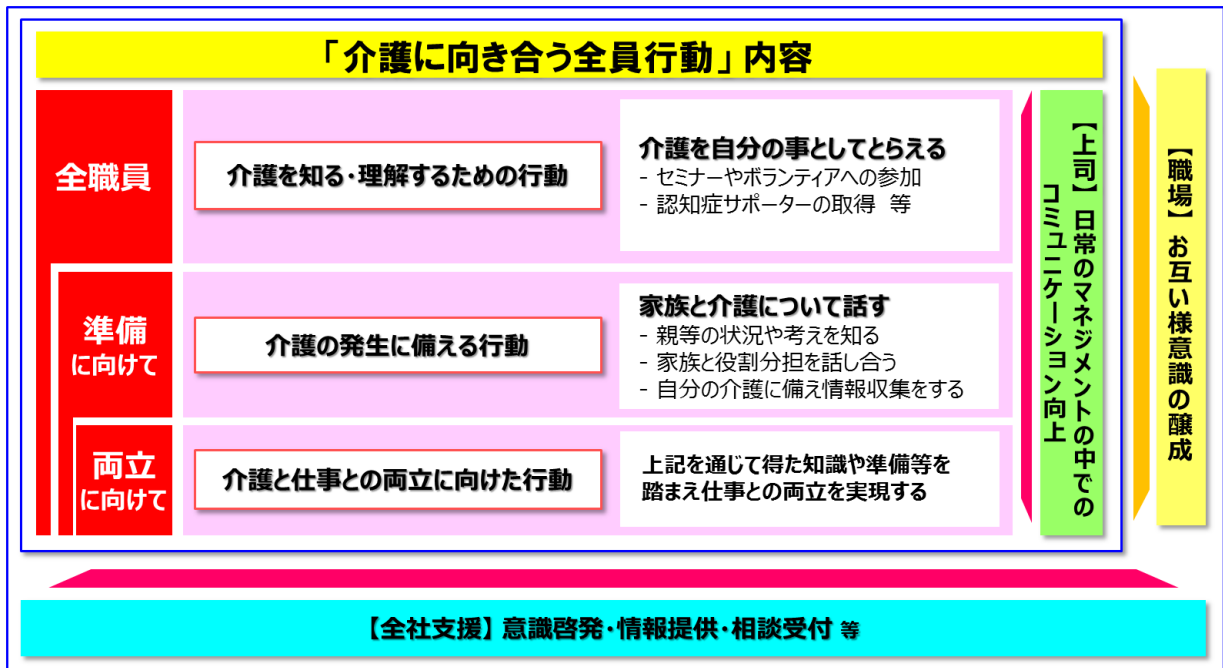 「介護に向き合う全員行動」内容
全職員
介護を知る・理解するための行動
介護を自分の事としてとらえる
- セミナーやボランティアへの参加
- 認知症サポーターの取得 等
準備
に向けて
介護の発生に備える行動
家族と介護について話す
- 親等の状況や考えを知る
- 家族と役割分担を話し合う
- 自分の介護に備え情報収集をする
両立
に向けて
介護と仕事との両立に向けた行動
上記を通じて得た知識や準備等を
踏まえ仕事との両立を実現する
【上司】日常のマネジメントの中での
コミュニケーション向上
【職場】お互い様意識の醸成
【全社支援】意識啓発・情報提供・相談受付 等